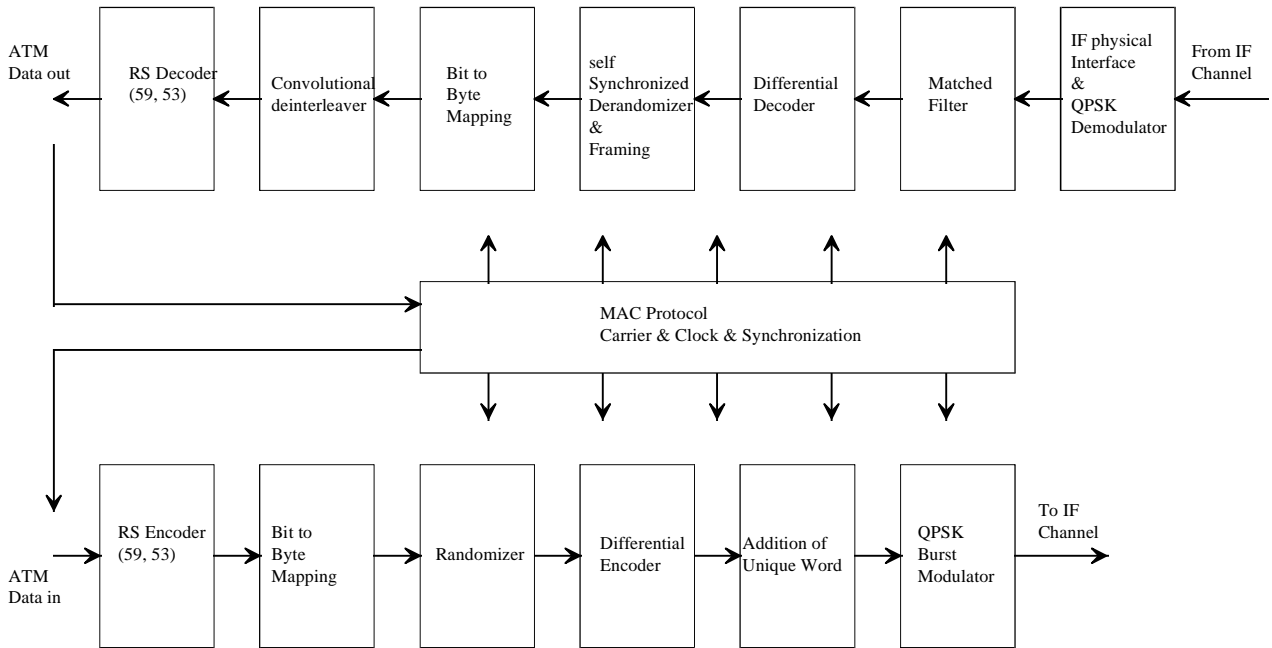 ATM
Data out
RS Decoder
(59, 53)
Convolutional
deinterleaver
Bit to
Byte
Mapping
self
Synchronized
Derandomizer
&
Framing
Differential
Decoder
Matched
Filter
IF physical
Interface
&
QPSK
Demodulator
From IF
Channel
MAC Protocol
Carrier & Clock & Synchronization
ATM
Data in
RS Encoder
(59, 53)
Bit to
Byte
Mapping
Randomizer
Differential
Encoder
Addition of
Unique Word
QPSK
Burst
Modulator
To IF
Channel